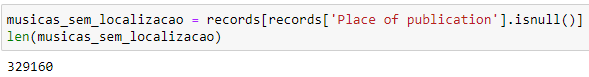 musicas_sem_localizacao = records[records['Place of publication'].isnull()]
len(musicas_sem_localizacao)
329160